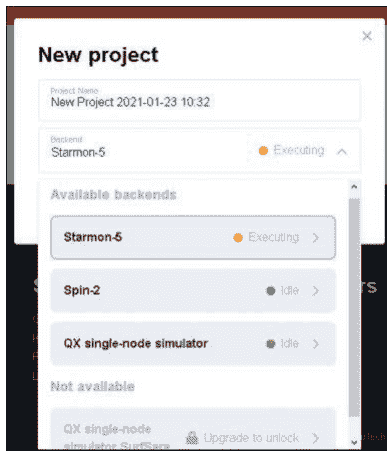 New project
Project Name
New Project 2021-01-23 10:32
Backend
Starmon-5
Executing
Available backends
Starmon-5
Executing
Spin-2
Idle
QX single-node simulator
Idle
Not available
QX single-node
simulator SurfSara
Upgrade to unlock